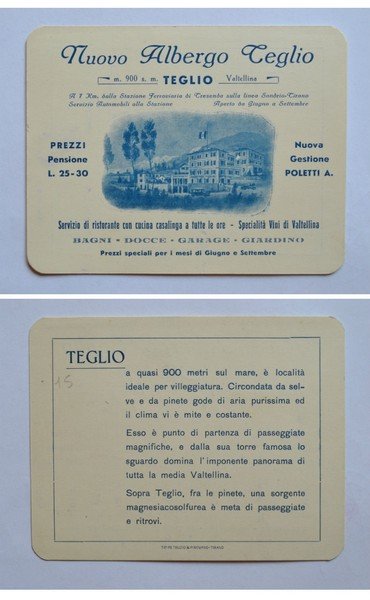 Nuovo Albergo Teglio
m. 900 s. m. TEGLIO Valtellina
A 7 Km. dalla Stazione Ferroviaria di Tresenda sulla linea Sondrio-Tirano
Servizio Automobili alla Stazione Aperto da Giugno a Settembre
PREZZI
Pensione
L. 25-30
Nuova
Gestione
POLETTI A.
Servizio di ristorante con cucina casalinga a tutte le ore - Specialità Vini di Valtellina
BAGNI - DOCCE - GARAGE - GIARDINO
Prezzi speciali per i mesi di Giugno e Settembre
TEGLIO
15
a quasi 900 metri sul mare, è località
ideale per villeggiatura. Circondata da sel-
ve e da pinete gode di aria purissima ed
il clima vi è mite e costante.
Esso è punto di partenza di passeggiate
magnifiche, e dalla sua torre famosa lo
sguardo domina l'imponente panorama di
tutta la media Valtellina.
Sopra Teglio, fra le pinete, una sorgente
magnesiacosolfurea è meta di passeggiate
e ritrovi.